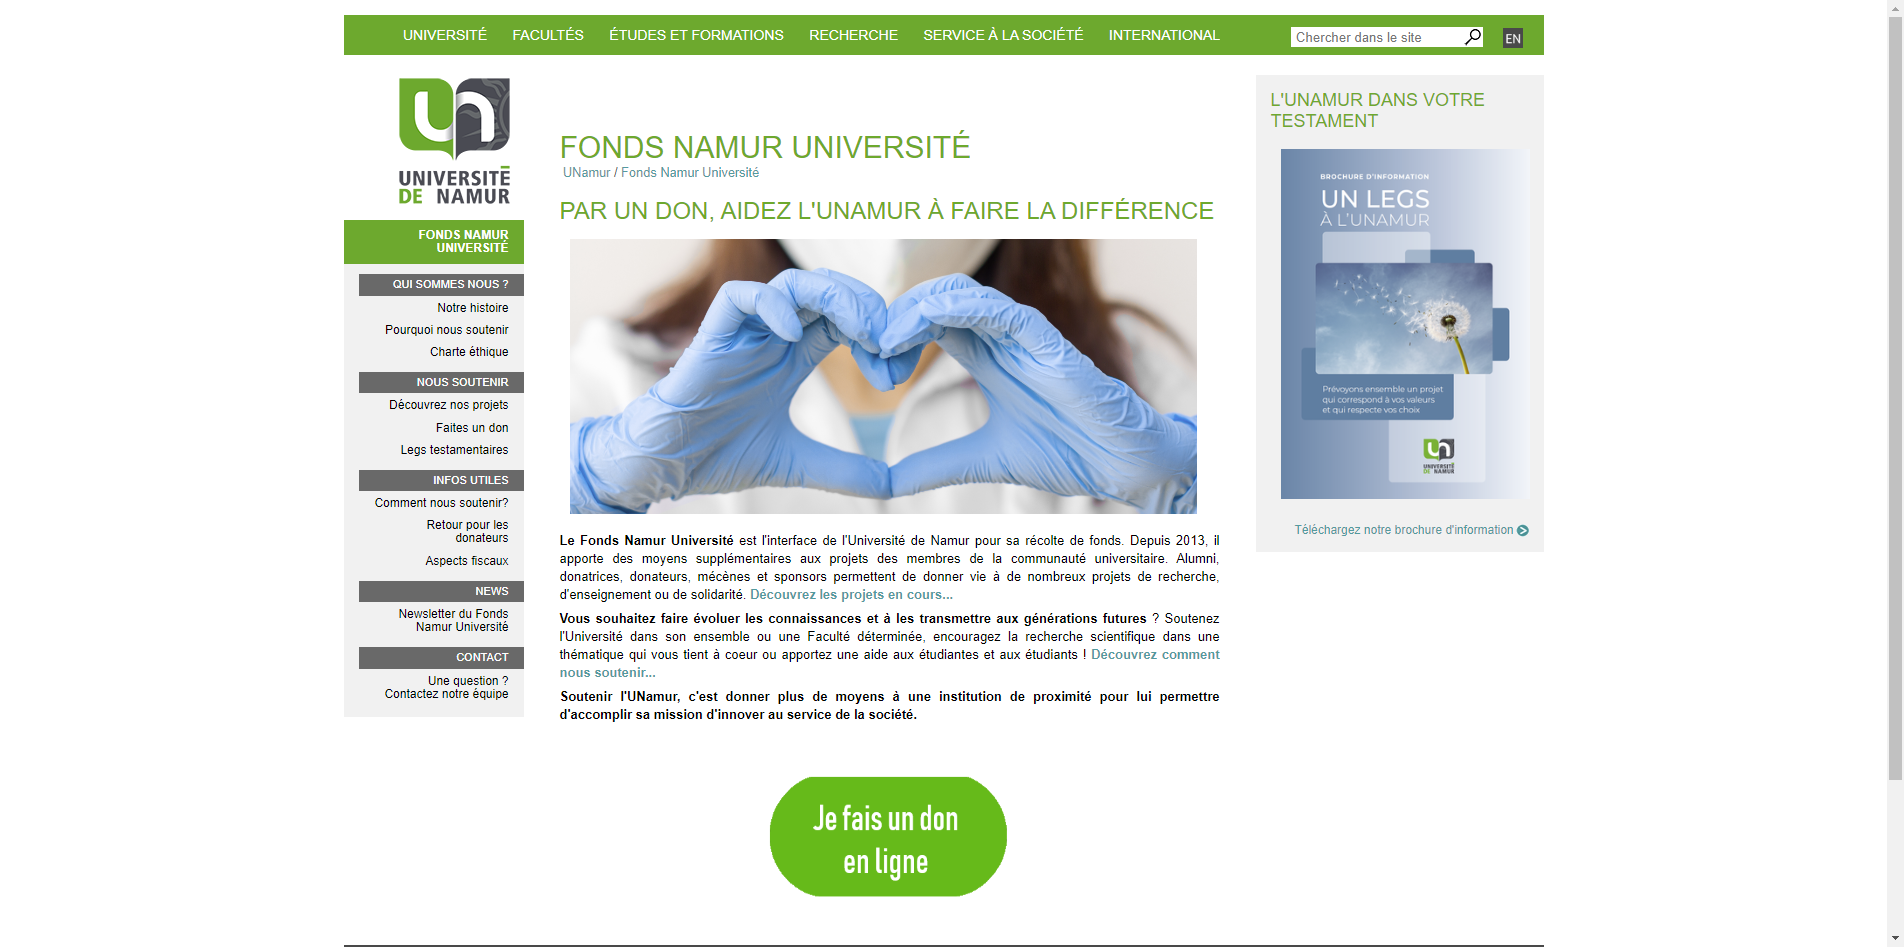 UNIVERSITÉ FACULTÉS ÉTUDES ET FORMATIONS RECHERCHE SERVICE À LA SOCIÉTÉ INTERNATIONAL
Chercher dans le site
EN
UNIVERSITÉ
DE NAMUR
FONDS NAMUR
UNIVERSITÉ
QUI SOMMES NOUS ?
Notre histoire
Pourquoi nous soutenir
Charte éthique
NOUS SOUTENIR
Découvrez nos projets
Faites un don
Legs testamentaires
INFOS UTILES
Comment nous soutenir?
Retour pour les
donateurs
Aspects fiscaux
NEWS
Newsletter du Fonds
Namur Université
CONTACT
Une question ?
Contactez notre équipe
FONDS NAMUR UNIVERSITÉ
UNamur / Fonds Namur Université
PAR UN DON, AIDEZ L'UNAMUR À FAIRE LA DIFFÉRENCE
Le Fonds Namur Université est l'interface de l'Université de Namur pour sa récolte de fonds. Depuis 2013, il
apporte des moyens supplémentaires aux projets des membres de la communauté universitaire. Alumni,
donatrices, donateurs, mécènes et sponsors permettent de donner vie à de nombreux projets de recherche,
d'enseignement ou de solidarité. Découvrez les projets en cours...
Vous souhaitez faire évoluer les connaissances et à les transmettre aux générations futures ? Soutenez
l'Université dans son ensemble ou une Faculté déterminée, encouragez la recherche scientifique dans une
thématique qui vous tient à coeur ou apportez une aide aux étudiantes et aux étudiants ! Découvrez comment
nous soutenir...
Soutenir l'UNamur, c'est donner plus de moyens à une institution de proximité pour lui permettre
d'accomplir sa mission d'innover au service de la société.
Je fais un don
en ligne
L'UNAMUR DANS VOTRE
TESTAMENT
BROCHURE D'INFORMATION
UN LEGS
À L'UNAMUR
Prévoyons ensemble un projet
qui correspond à vos valeurs
et qui respecte vos choix
UNIVERSITÉ
DE NAMUR
Téléchargez notre brochure d'information